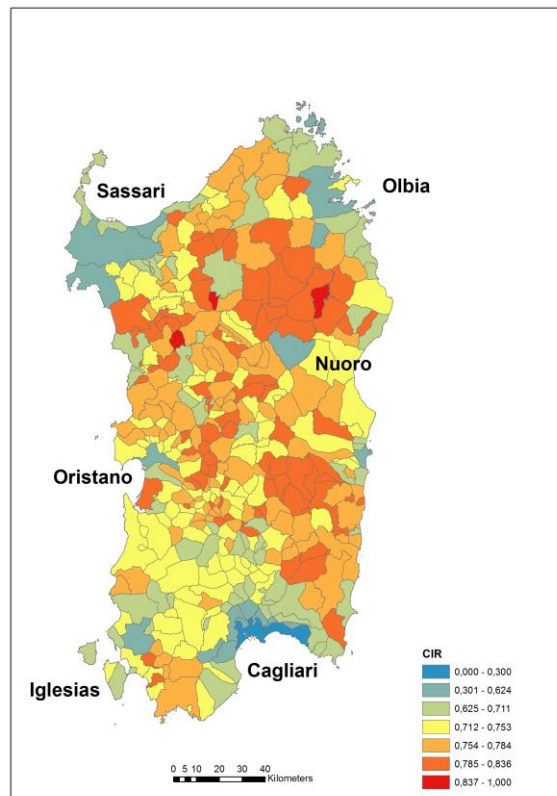 Sassari
Olbia
Nuoro
Oristano
Cagliari
Iglesias
CIR
0,000 - 0,300
0,301 - 0,624
0,625 - 0,711
0,712 - 0,753
0,754 - 0,784
0,785 - 0,836
0,837 - 1,000
0 5 10 20 30 40
Kilometers